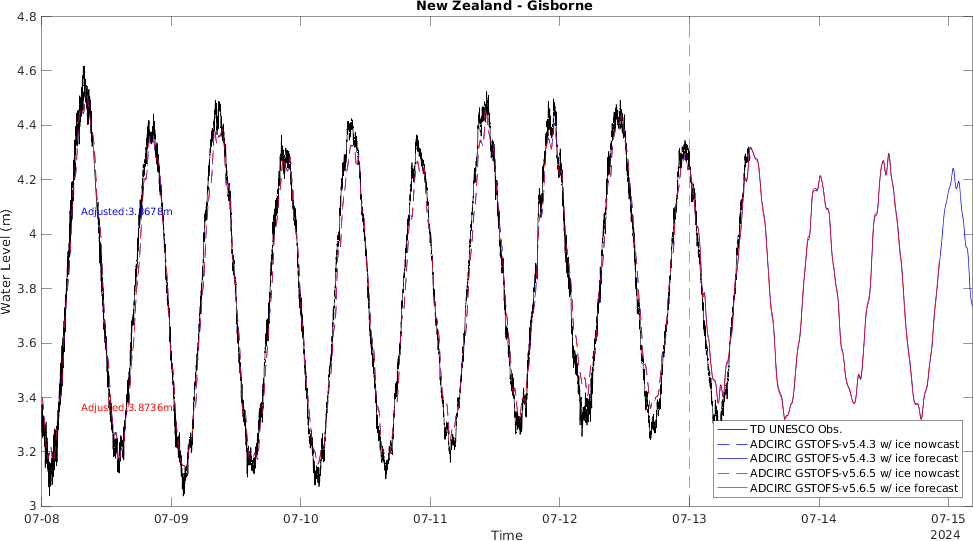 New Zealand - Gisborne
4.8
4.6
4.4
4.2
4
3.8
3.6
3.4
3.2
3
Water Level (m)
Adjusted:3.8678m
Adjusted:3.8736m
TD UNESCO Obs.
ADCIRC GSTOFS-v5.4.3 w/ ice nowcast
ADCIRC GSTOFS-v5.4.3 w/ ice forecast
ADCIRC GSTOFS-v5.6.5 w/ ice nowcast
ADCIRC GSTOFS-v5.6.5 w/ ice forecast
07-08
07-09
07-10
07-11
07-12
07-13
07-14
07-15
Time
2024